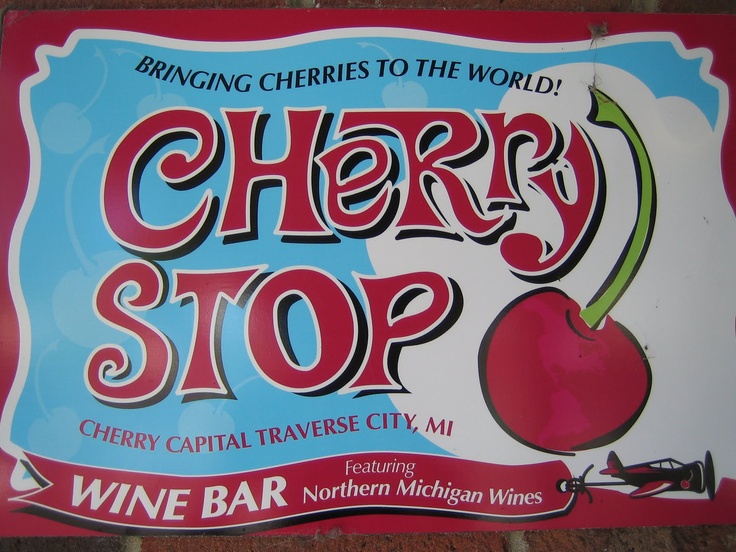 BRINGING CHERRIES TO THE WORLD!
CHeRRy
STOP
CHERRY CAPITAL TRAVERSE CITY, MI
WINE BAR
Featuring
Northern Michigan Wines